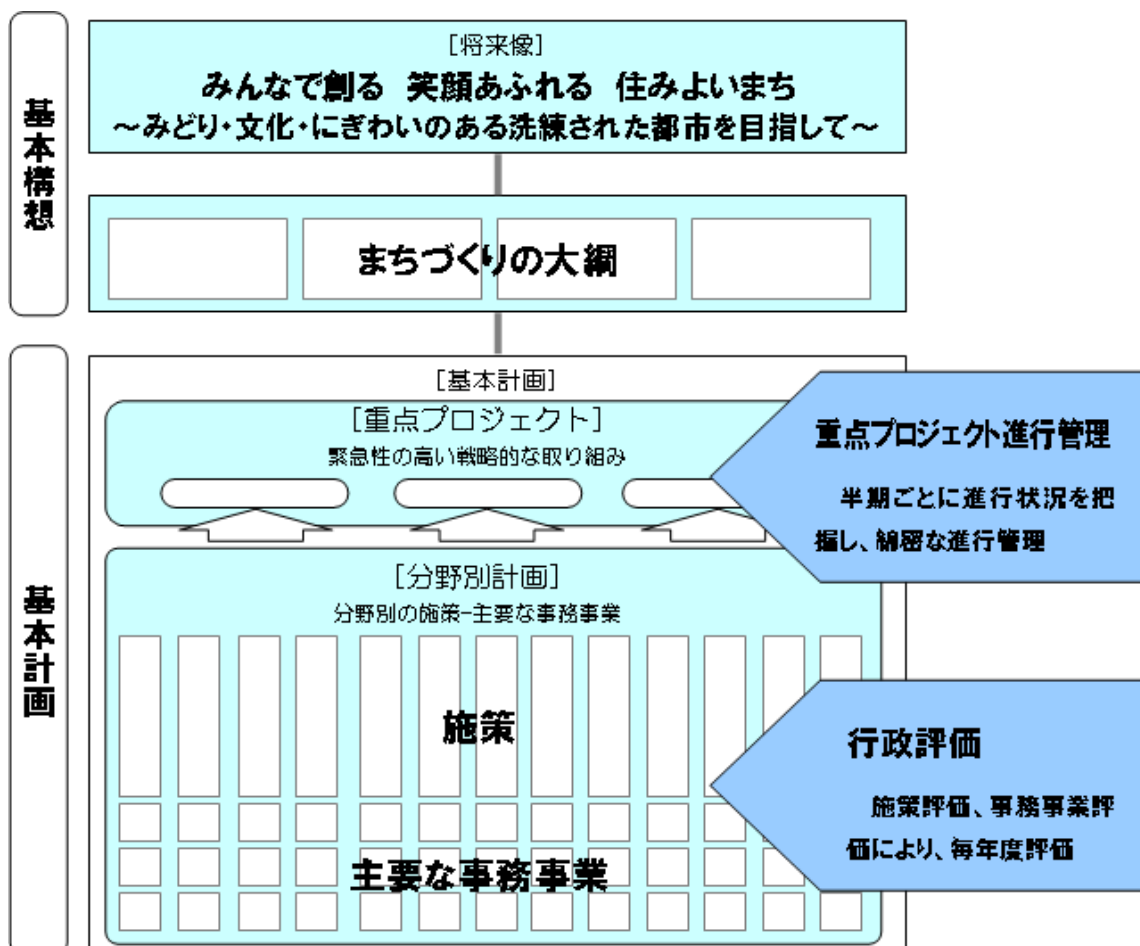 基本構想
[将来像]
みんなで創る 笑顔あふれる 住みよいまち
～みどり・文化・にぎわいのある洗練された都市を目指して～
まちづくりの大綱
基本計画
[基本計画]
[重点プロジェクト]
緊急性の高い戦略的な取り組み
重点プロジェクト進行管理
半期ごとに進行状況を把
握し、綿密な進行管理
[分野別計画]
分野別の施策-主要な事務事業
施策
主要な事務事業
行政評価
施策評価、事務事業評
価により、毎年度評価